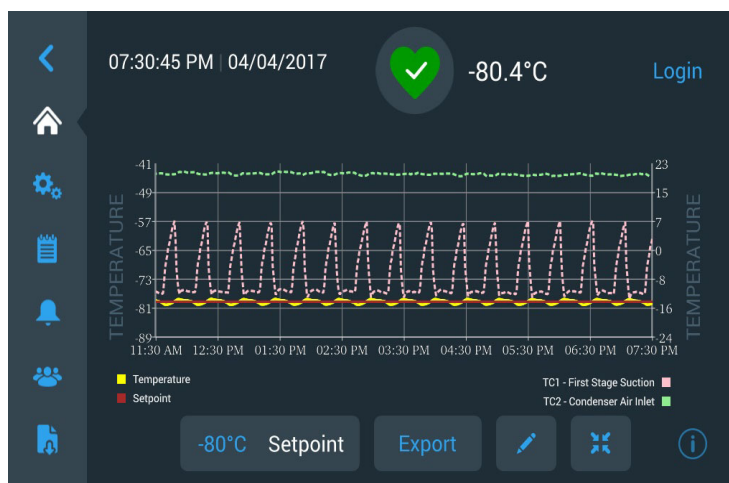 07:30:45 PM | 04/04/2017
-80.4°C
Login
TEMPERATURE
-41
-49
-57
-65
-73
-81
-89
23
15
7
0
-8
-16
-24
TEMPERATURE
11:30 AM 12:30 PM 01:30 PM 02:30 PM 03:30 PM 04:30 PM 05:30 PM 06:30 PM 07:30 PM
Temperature
Setpoint
TC1 - First Stage Suction
TC2 - Condenser Air Inlet
-80°C Setpoint
Export
i